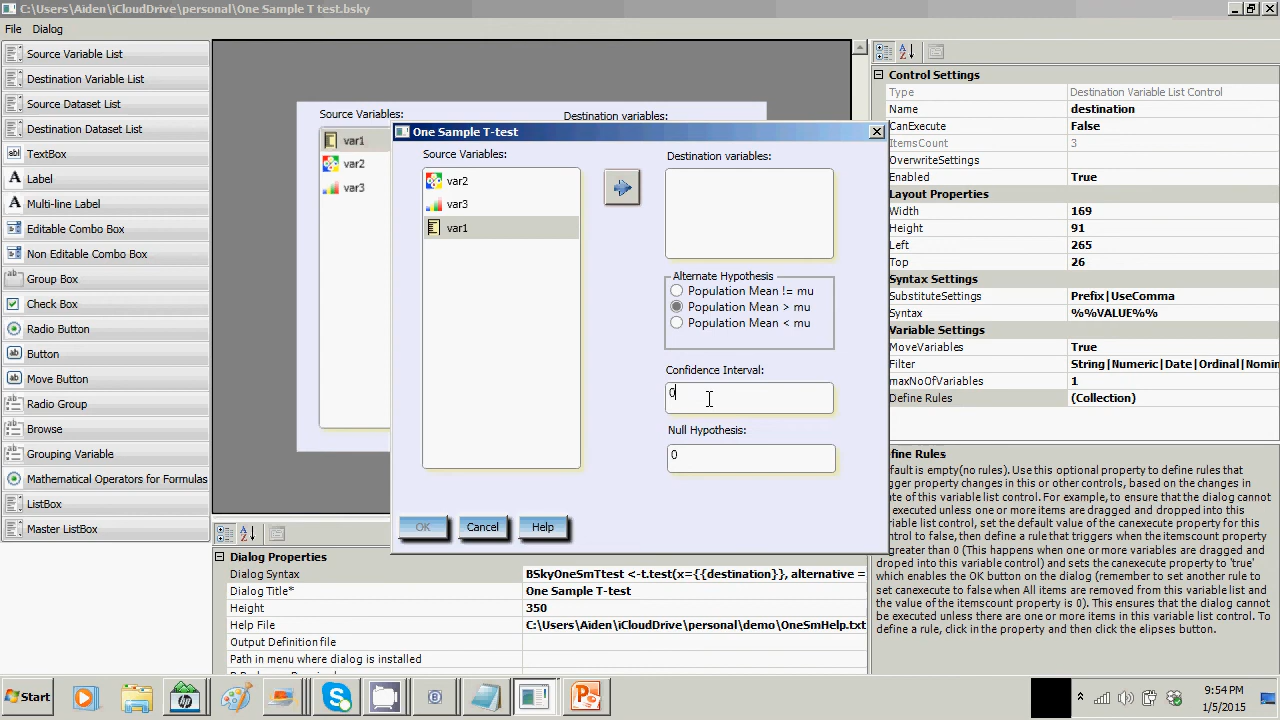 C:\Users\Aiden\iCloudDrive\personal\One Sample T test.bsky
File Dialog
Source Variable List
Destination Variable List
Source Dataset List
Destination Dataset List
TextBox
Label
Multi-line Label
Editable Combo Box
Non Editable Combo Box
Group Box
Check Box
Radio Button
Button
Move Button
Radio Group
Browse
Grouping Variable
Mathematical Operators for Formulas
ListBox
Master ListBox
Source Variables:
Destination variables:
var1
var2
var3
One Sample T-test
Source Variables:
var2
var3
var1
Destination variables:
Alternate Hypothesis
Population Mean != mu
Population Mean > mu
Population Mean < mu
Confidence Interval:
0
Null Hypothesis:
0
OK Cancel Help
Dialog Properties
Dialog Syntax BSkyOneSmTtest <-t.test(x={{destination}}, alternative =
Dialog Title* One Sample T-test
Height 350
Help File C:\Users\Aiden\iCloudDrive\personal\demo\OneSmHelp.txt
Output Definition file
Path in menu where dialog is installed
Control Settings
Type Destination Variable List Control
Name destination
CanExecute False
ItemsCount 3
OverwriteSettings
Enabled True
Layout Properties
Width 169
Height 91
Left 265
Top 26
Syntax Settings
SubstituteSettings Prefix|UseComma
Syntax %%VALUE%%
Variable Settings
MoveVariables True
Filter String|Numeric|Date|Ordinal|Nomin
maxNoOfVariables 1
Define Rules (Collection)
fine Rules
fault is empty(no rules). Use this optional property to define rules that
gger property changes in this or other controls, based on the changes in
ate of this variable list control. For example, to ensure that the dialog cannot
executed unless one or more items are dragged and dropped into this
riable list control, set the default value of the canexecute property for this
ntrol to false, then define a rule that triggers when the itemscount property
greater than 0 (This happens when one or more variables are dragged and
droped into this variable control) and sets the canexecute property to 'true'
which enables the OK button on the dialog (remember to set another rule to
set canexecute to false when All items are removed from this variable list and
the value of the itemscount property is 0). This ensures that the dialog cannot
be executed unless there are one or more items in this variable list control. To
define a rule, click in the property and then click the elipses button.
Start
9:54 PM
1/5/2015